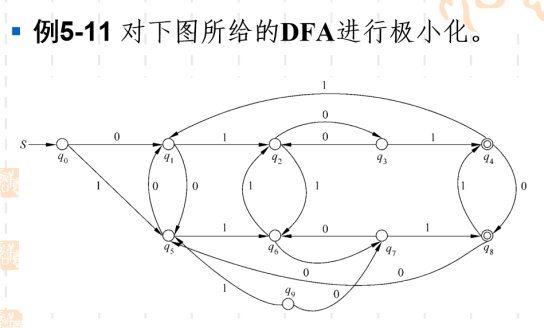 例5-11 对下图所给的DFA进行极小化。
1
0
S 0 1 0 1
q0 q1 q2 q3 q4
1 0 0 1 1 1 0
1 0 1
q5 q6 q7 q8
0 0
q9
1 0